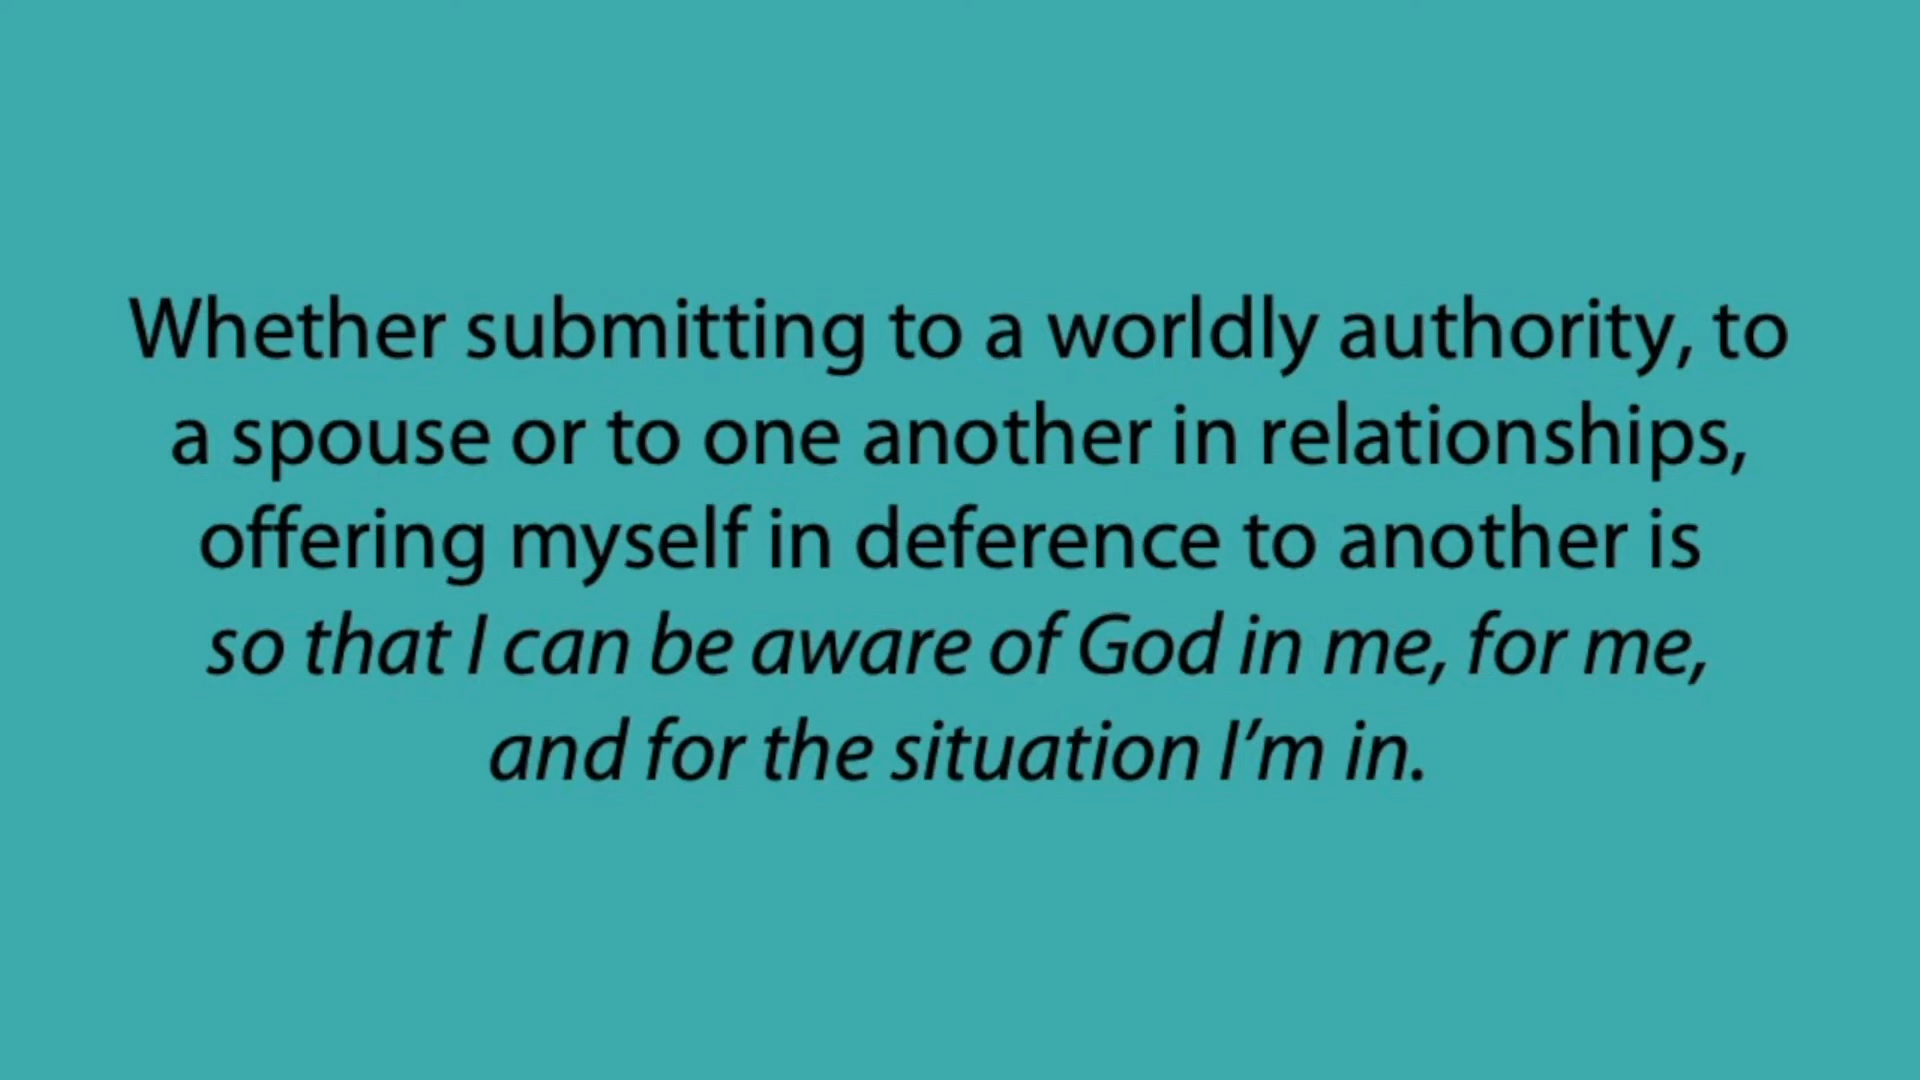 Whether submitting to a worldly authority, to
a spouse or to one another in relationships,
offering myself in deference to another is
so that I can be aware of God in me, for me,
and for the situation I’m in.